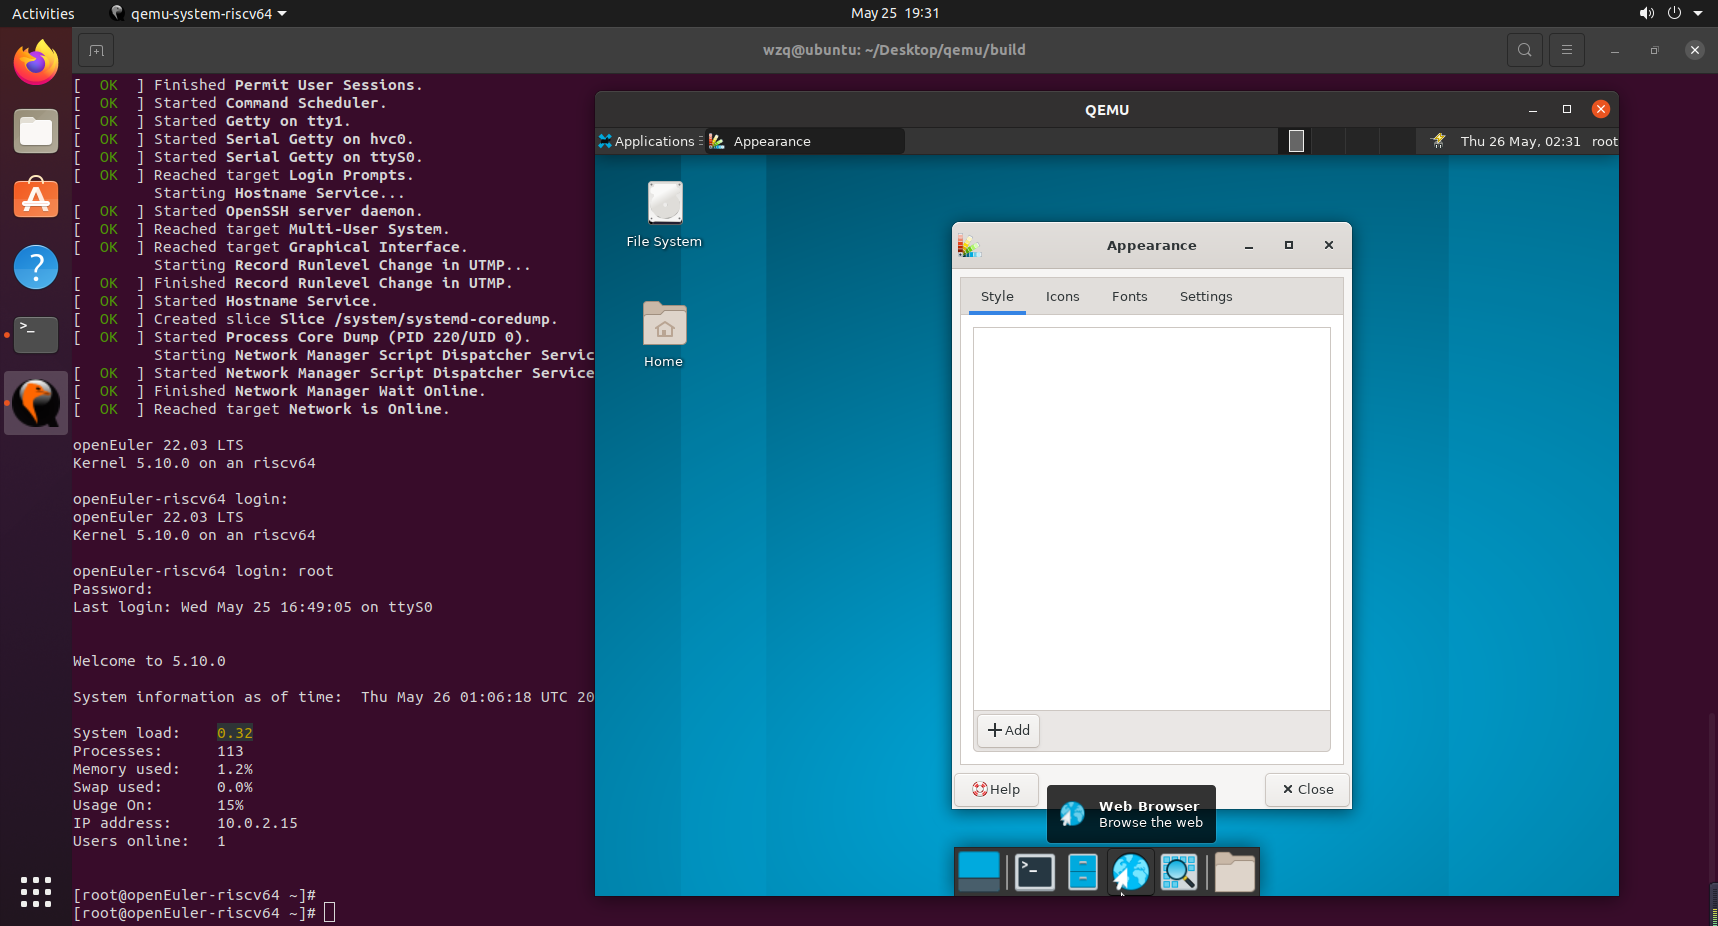 Activities
qemu-system-riscv64
May 25 19:31
wzq@ubuntu: ~/Desktop/qemu/build
[ OK ] Finished Permit User Sessions.
[ OK ] Started Command Scheduler.
[ OK ] Started Getty on tty1.
[ OK ] Started Serial Getty on hvc0.
[ OK ] Started Serial Getty on ttyS0.
[ OK ] Reached target Login Prompts.
Starting Hostname Service...
[ OK ] Started OpenSSH server daemon.
[ OK ] Reached target Multi-User System.
[ OK ] Reached target Graphical Interface.
Starting Record Runlevel Change in UTMP...
[ OK ] Finished Record Runlevel Change in UTMP.
[ OK ] Started Hostname Service.
[ OK ] Created slice Slice /system/systemd-coredump.
[ OK ] Started Process Core Dump (PID 220/UID 0).
Starting Network Manager Script Dispatcher Servic
[ OK ] Started Network Manager Script Dispatcher Service
[ OK ] Finished Network Manager Wait Online.
[ OK ] Reached target Network is Online.
openEuler 22.03 LTS
Kernel 5.10.0 on an riscv64
openEuler-riscv64 login:
openEuler 22.03 LTS
Kernel 5.10.0 on an riscv64
openEuler-riscv64 login: root
Password:
Last login: Wed May 25 16:49:05 on ttyS0
Welcome to 5.10.0
System information as of time: Thu May 26 01:06:18 UTC 20
System load: 0.32
Processes: 113
Memory used: 1.2%
Swap used: 0.0%
Usage On: 15%
IP address: 10.0.2.15
Users online: 1
[root@openEuler-riscv64 ~]#
[root@openEuler-riscv64 ~]#
QEMU
Applications
Appearance
Thu 26 May, 02:31
root
File System
Home
Appearance
Style
Icons
Fonts
Settings
Add
Help
Close
Web Browser
Browse the web